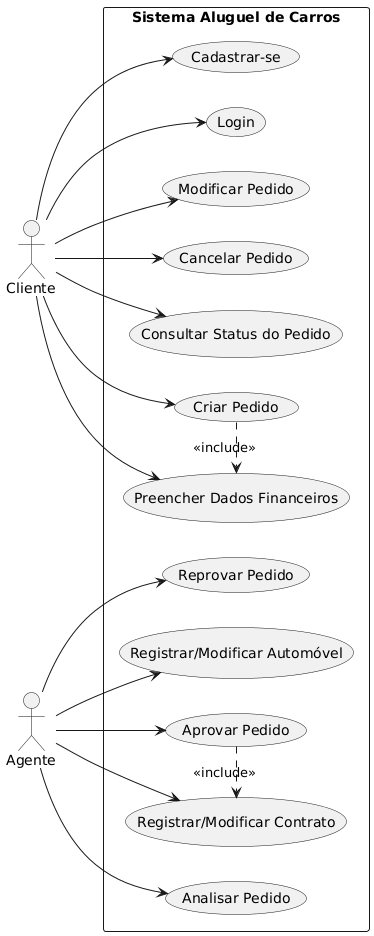 Sistema Aluguel de Carros
Cadastrar-se
Login
Modificar Pedido
Cancelar Pedido
Cliente
Consultar Status do Pedido
Criar Pedido
«include»
Preencher Dados Financeiros
Reprovar Pedido
Registrar/Modificar Automóvel
Aprovar Pedido
Agente
«include»
Registrar/Modificar Contrato
Analisar Pedido